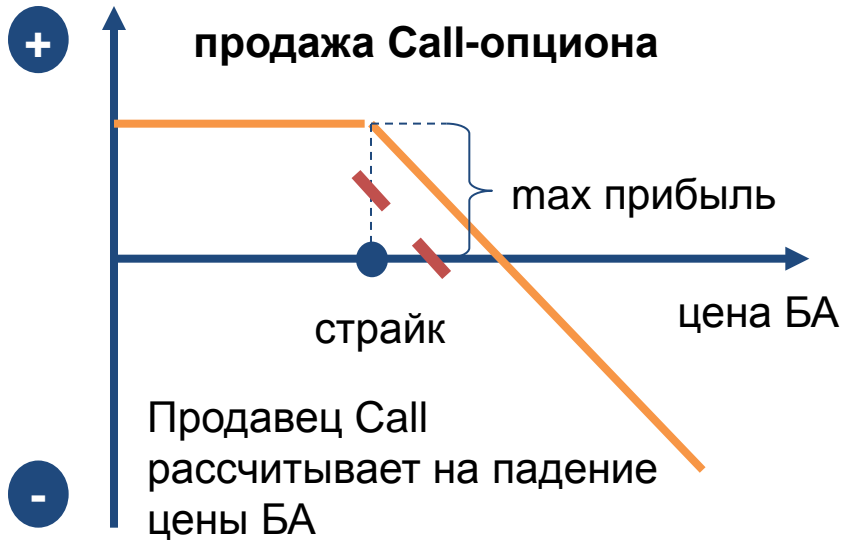 +
продажа Call-опциона
max прибыль
страйк
цена БА
Продавец Call
рассчитывает на падение
цены БА
-